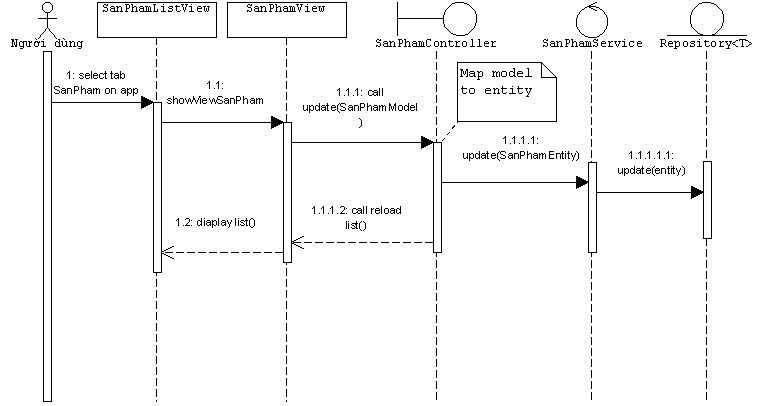 SanPhamListView
SanPhamView
Người dùng
SanPhamController
SanPhamService
Repository<T>
Map model
to entity
1: select tab
SanPham on app
1.1:
showViewSanPham
1.1.1: call
update(SanPhamModel
)
1.1.1.1:
update(SanPhamEntity)
1.1.1.1.1:
update(entity)
1.1.1.2: call reload
list()
1.2: diaplay list()